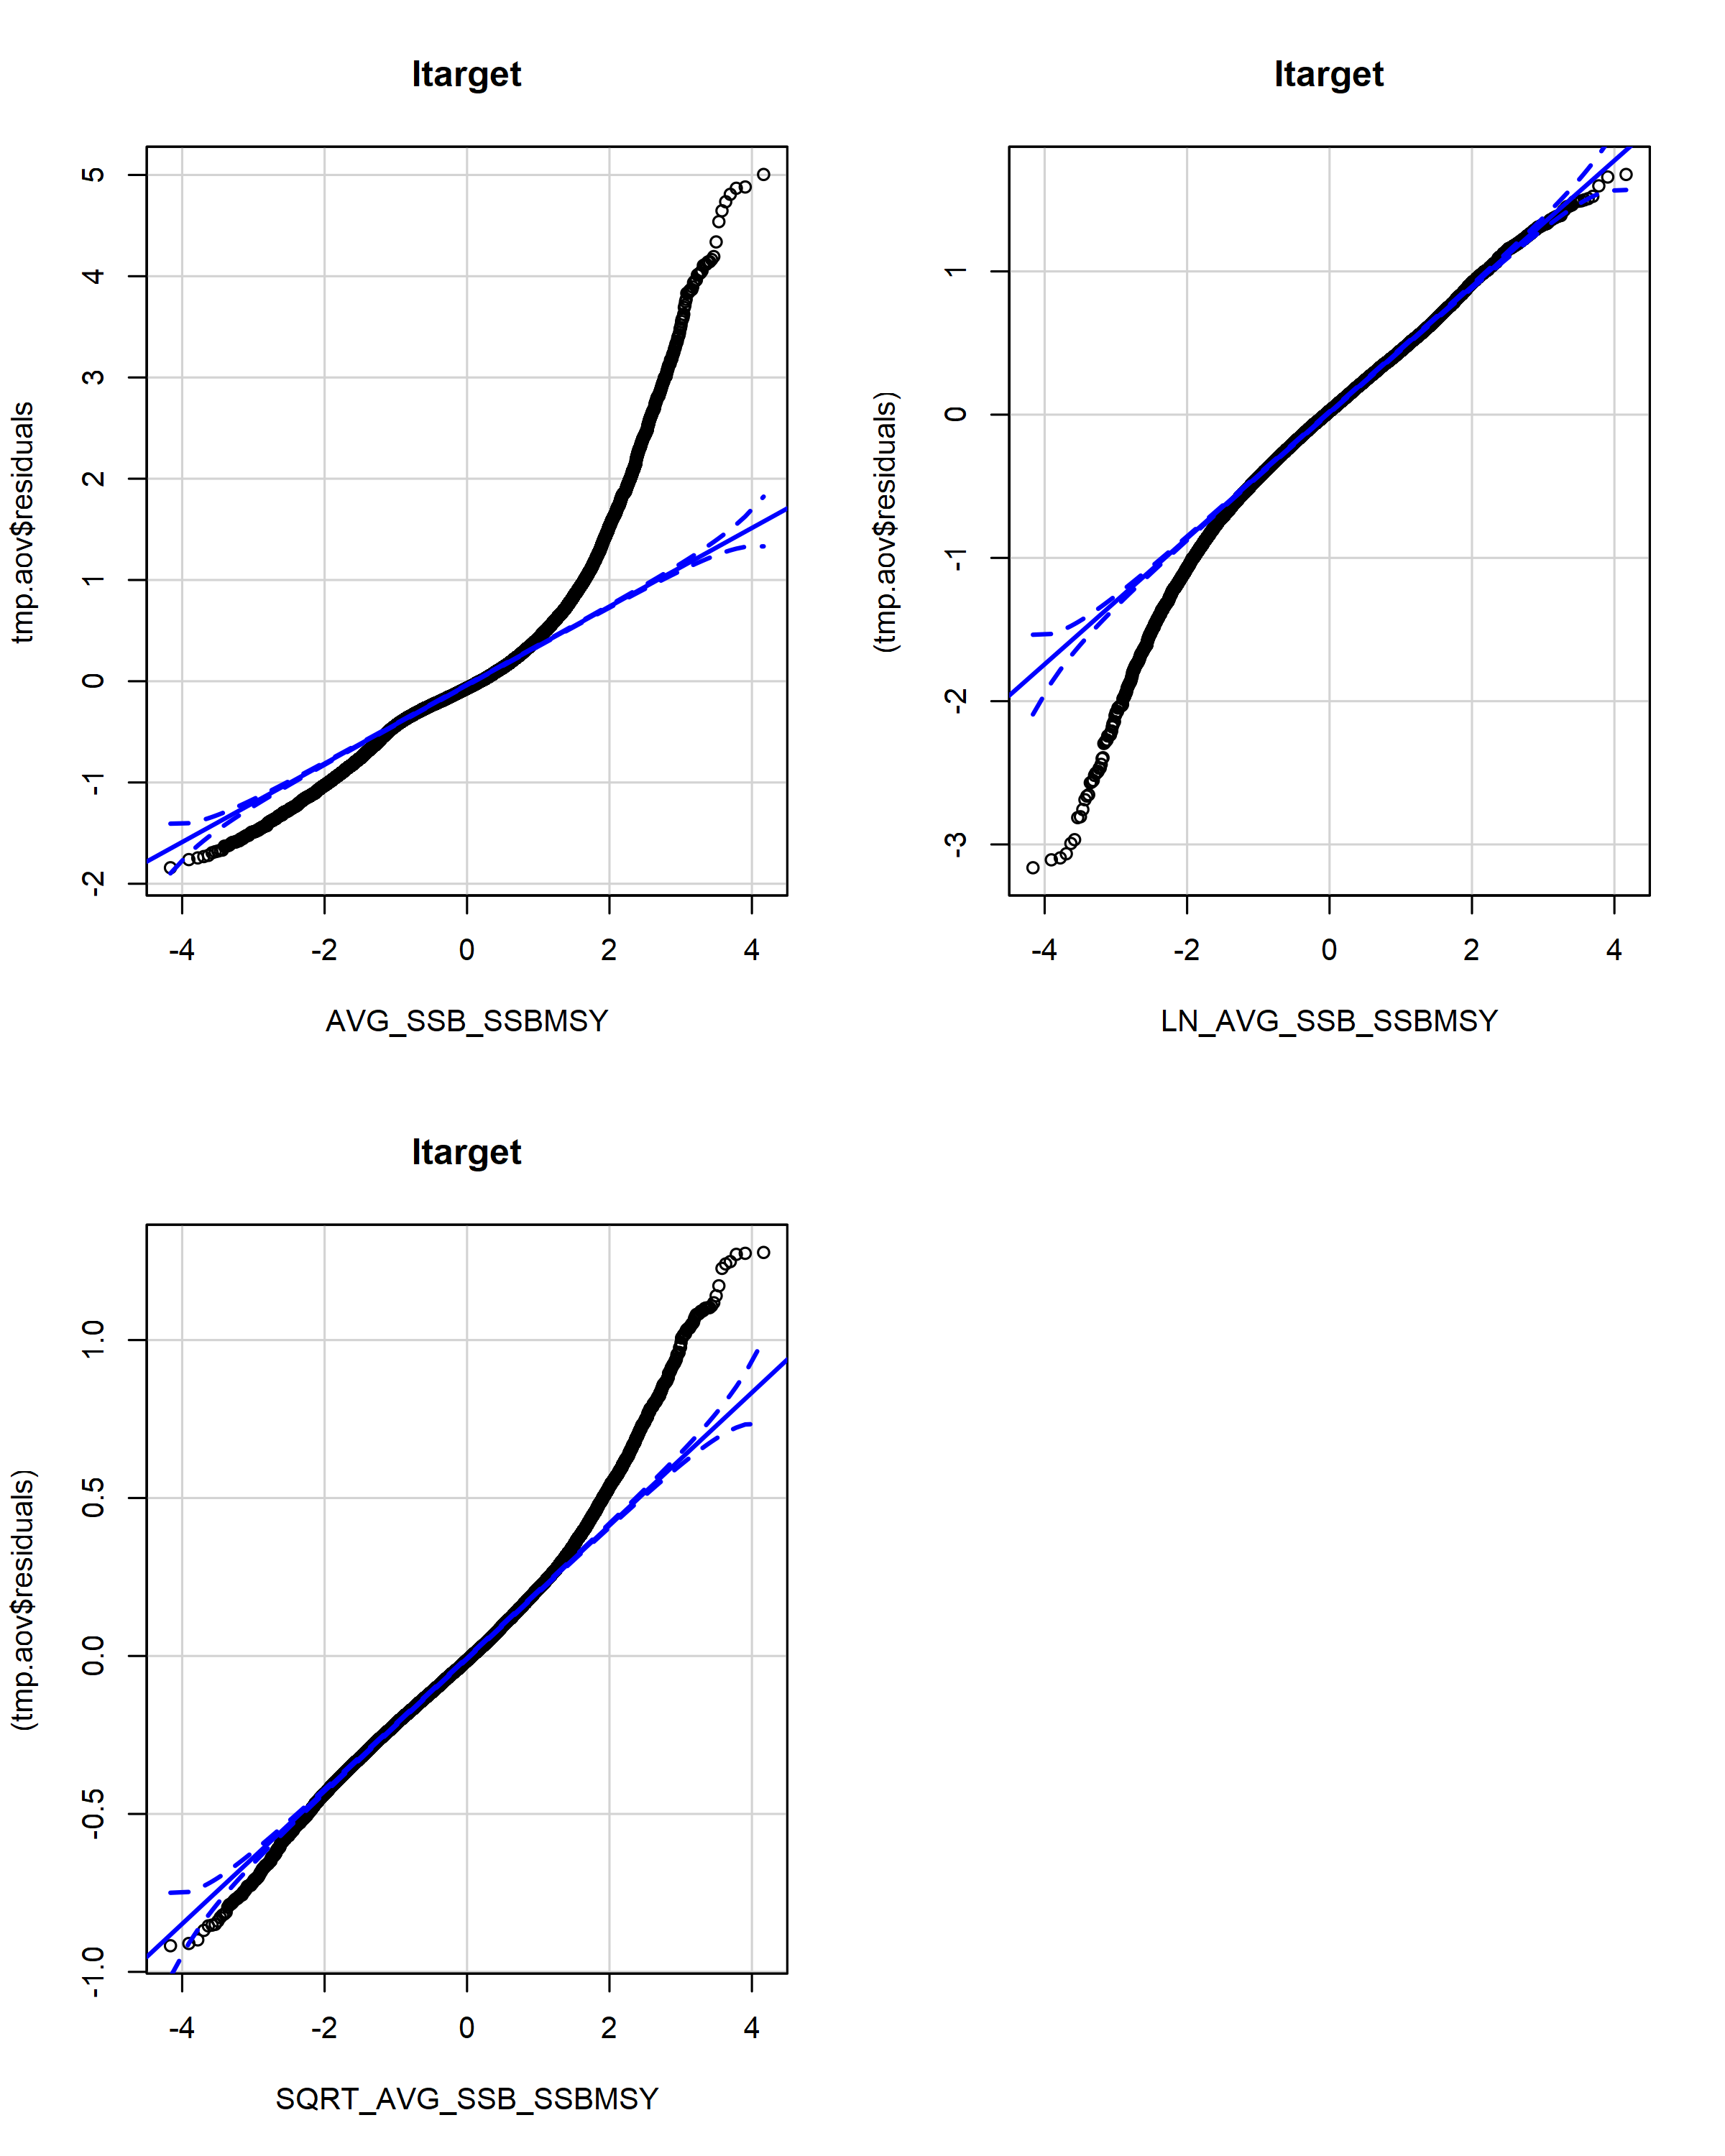 Itarget
tmp.aov$residuals
5
4
3
2
1
0
-1
-2
-4 -2 0 2 4
AVG_SSB_SSBMSY
Itarget
(tmp.aov$residuals)
1
0
-1
-2
-3
-4 -2 0 2 4
LN_AVG_SSB_SSBMSY
Itarget
(tmp.aov$residuals)
1.0
0.5
0.0
-0.5
-1.0
-4 -2 0 2 4
SQRT_AVG_SSB_SSBMSY